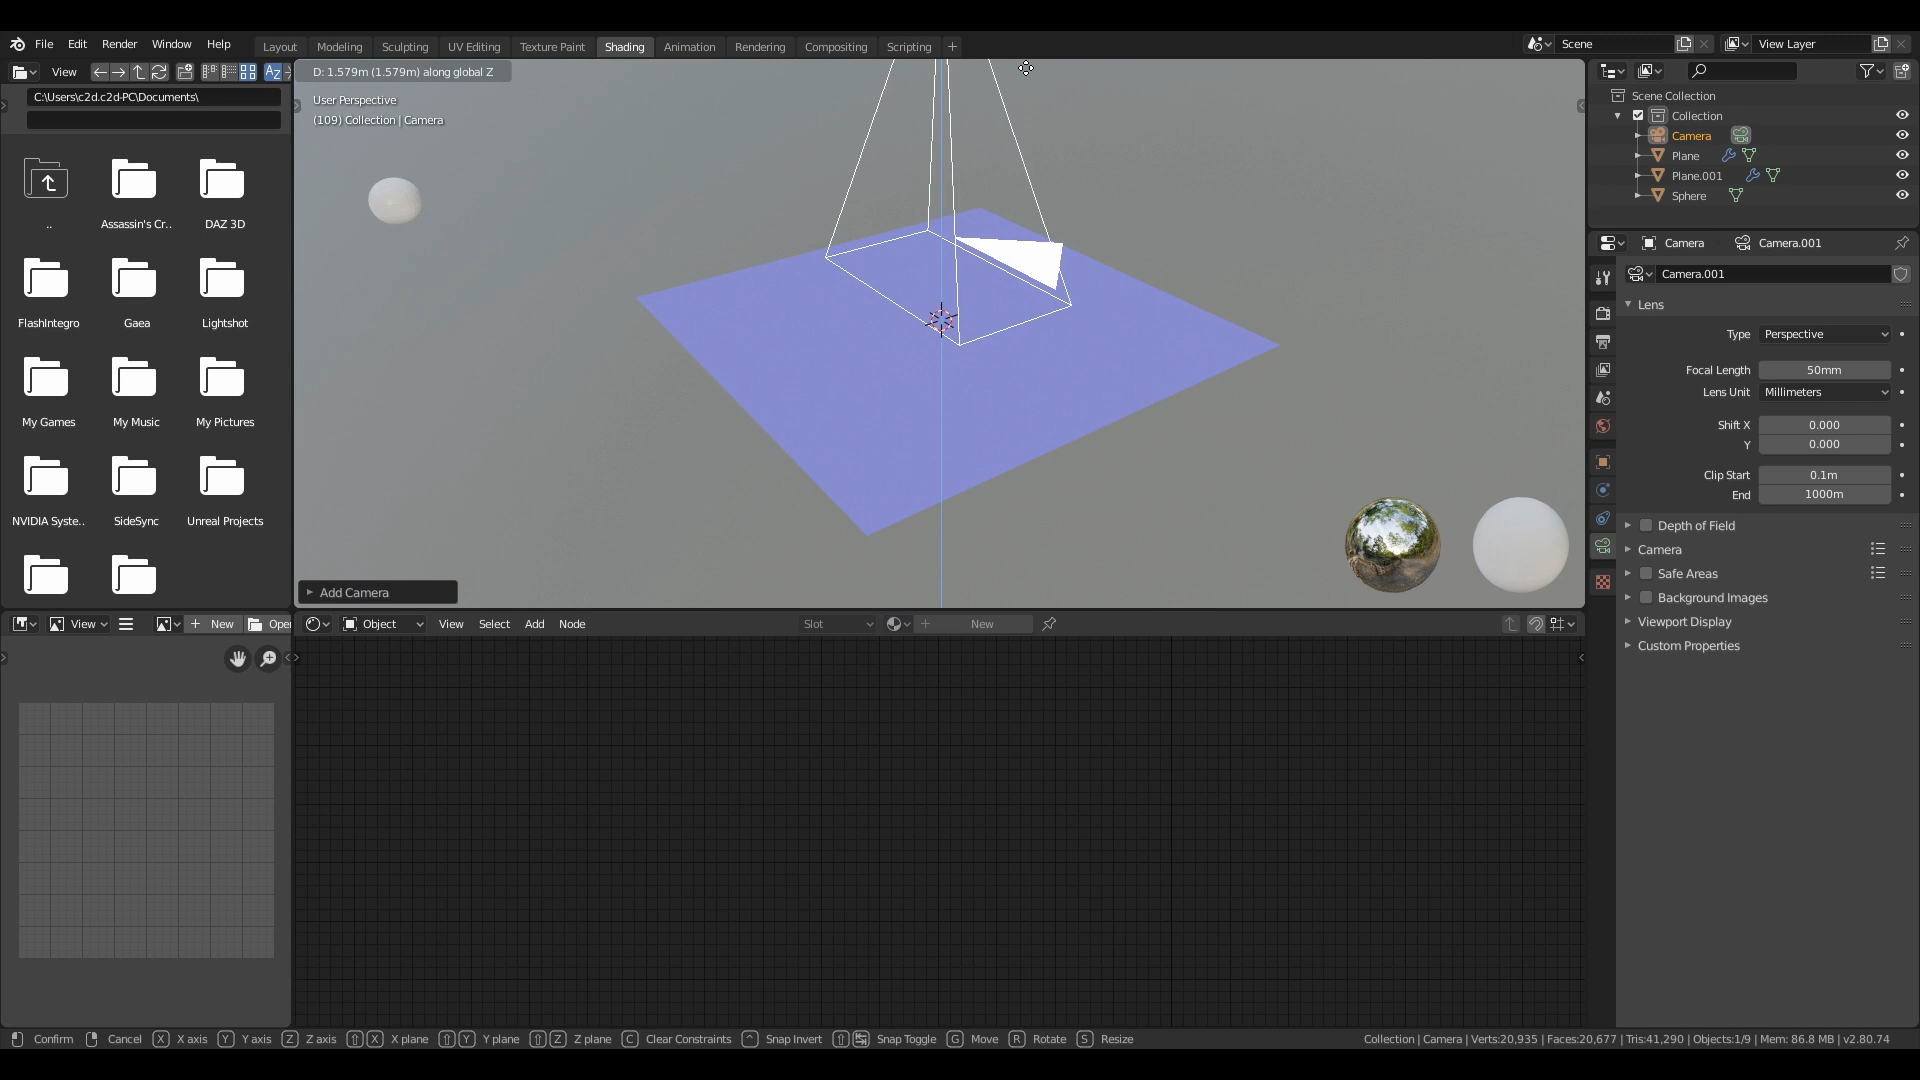 File Edit Render Window Help Layout Modeling Sculpting UV Editing Texture Paint Shading Animation Rendering Compositing Scripting + Scene View Layer
View
C:\Users\c2d.c2d-PC\Documents\
..
Assassin's Cr..
DAZ 3D
FlashIntegro
Gaea
Lightshot
My Games
My Music
My Pictures
NVIDIA Syste..
SideSync
Unreal Projects
D: 1.579m (1.579m) along global Z
User Perspective
(109) Collection | Camera
Add Camera
Scene Collection
Collection
Camera
Plane
Plane.001
Sphere
Camera Camera.001
Camera.001
Lens
Type Perspective
Focal Length 50mm
Lens Unit Millimeters
Shift X 0.000
Y 0.000
Clip Start 0.1m
End 1000m
Depth of Field
Camera
Safe Areas
Background Images
Viewport Display
Custom Properties
View + New Open
Object View Select Add Node Slot + New
Confirm Cancel X X axis Y Y axis Z Z axis X X plane Y Y plane Z Z plane C Clear Constraints ^ Snap Invert Snap Toggle G Move R Rotate S Resize
Collection | Camera | Verts:20,935 | Faces:20,677 | Tris:41,290 | Objects:1/9 | Mem: 86.8 MB | v2.80.74